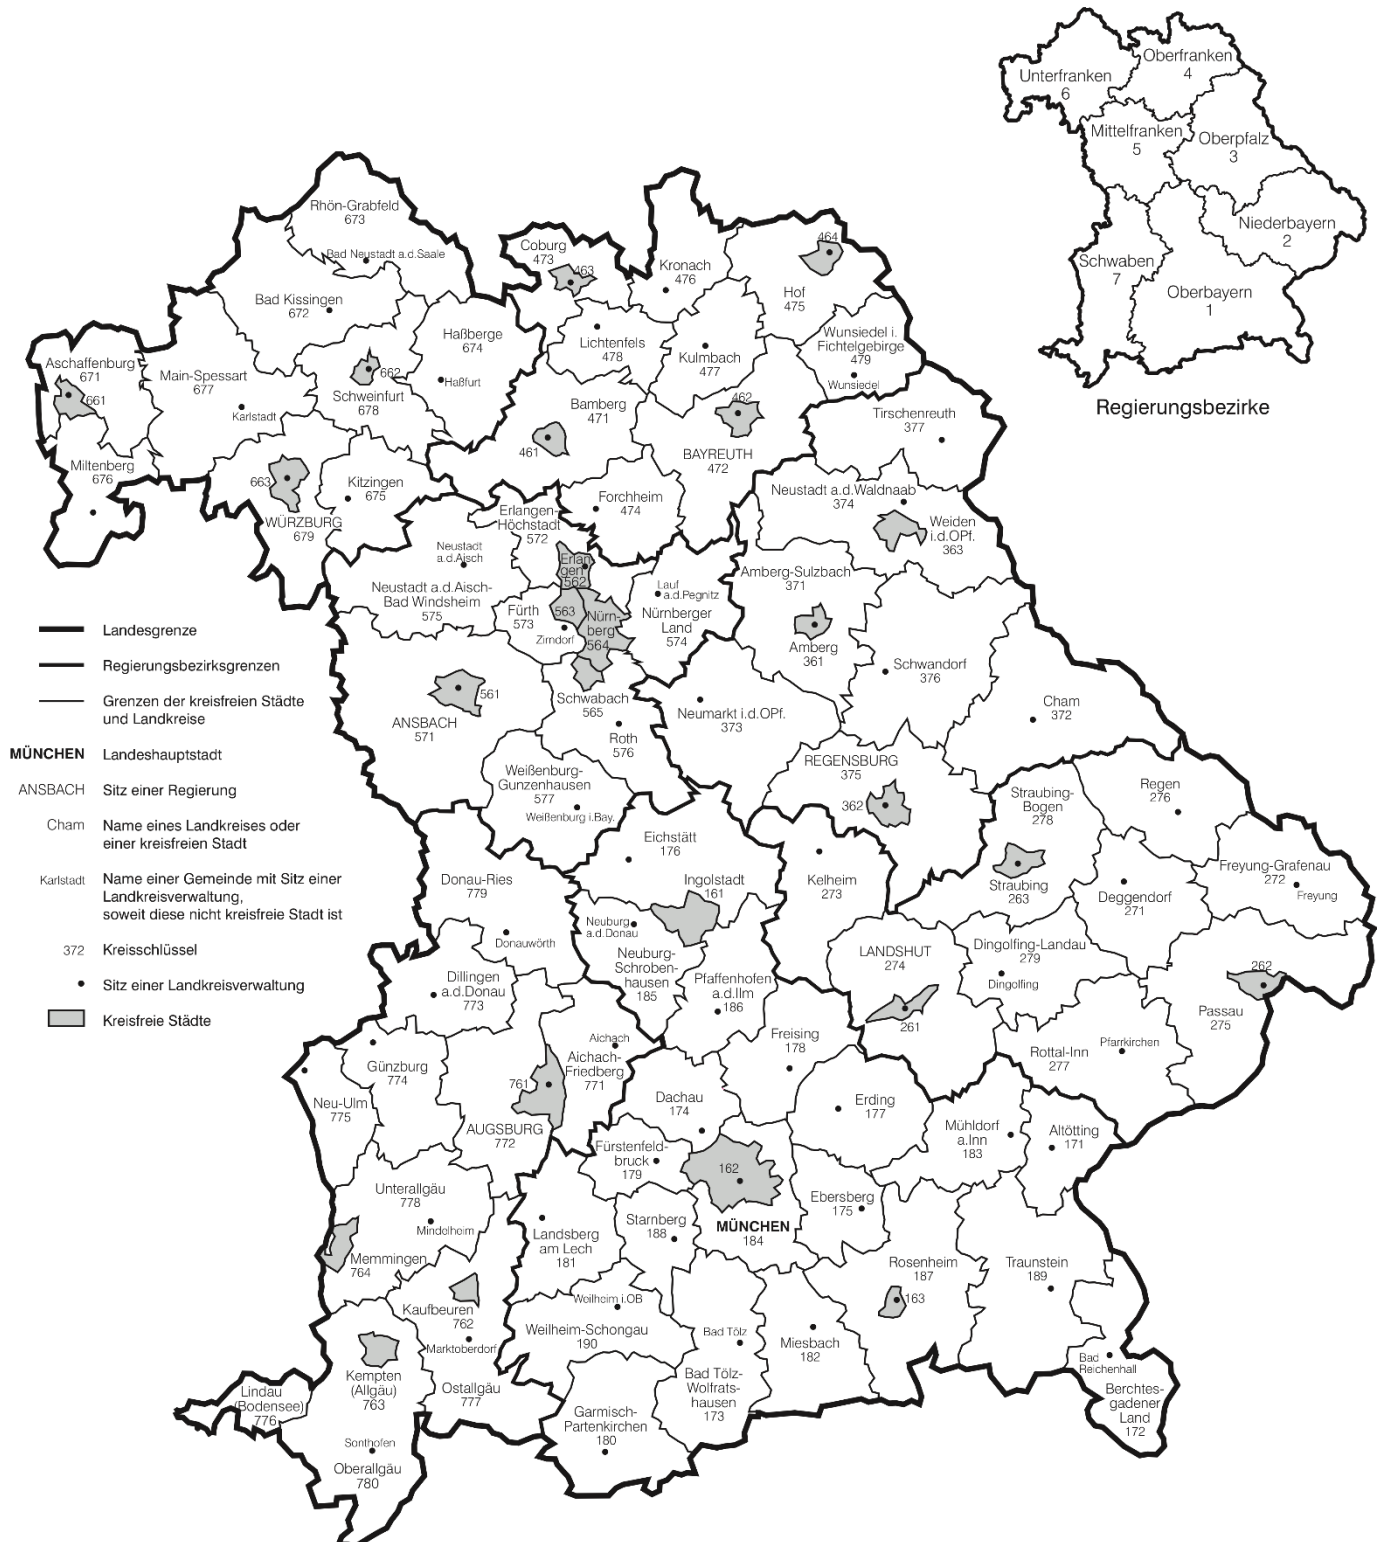 Unterfranken
6
Oberfranken
4
Mittelfranken
5
Oberpfalz
3
Niederbayern
2
Schwaben
7
Oberbayern
1
Regierungsbezirke
Rhön-Grabfeld
673
Bad Neustadt a.d.Saale
Bad Kissingen
672
Coburg
473
463
Kronach
476
464
Hof
475
Haßberge
674
Haßfurt
Lichtenfels
478
Kulmbach
477
Wunsiedel i.
Fichtelgebirge
479
Wunsiedel
Aschaffenburg
671
661
Main-Spessart
677
Karlstadt
662
Schweinfurt
678
Bamberg
471
461
462
BAYREUTH
472
Tirschenreuth
377
Miltenberg
676
663
WÜRZBURG
679
Kitzingen
675
Forchheim
474
Neustadt a.d.Waldnaab
374
Weiden
i.d.OPf.
363
Erlangen-
Höchstadt
572
Neustadt
a.d.Aisch
Neustadt a.d.Aisch-
Bad Windsheim
575
Erlan-
gen
562
Fürth
573
563
Zirndorf
Nürn-
berg
564
Lauf
a.d.Pegnitz
Nürnberger
Land
574
Amberg-Sulzbach
371
Amberg
361
Schwandorf
376
Cham
372
561
ANSBACH
571
Schwabach
565
Roth
576
Neumarkt i.d.OPf.
373
REGENSBURG
375
362
Weißenburg-
Gunzenhausen
577
Weißenburg i.Bay.
Landesgrenze
Regierungsbezirksgrenzen
Grenzen der kreisfreien Städte
und Landkreise
MÜNCHEN Landeshauptstadt
ANSBACH Sitz einer Regierung
Cham Name eines Landkreises oder
einer kreisfreien Stadt
Karlstadt Name einer Gemeinde mit Sitz einer
Landkreisverwaltung,
soweit diese nicht kreisfreie Stadt ist
372 Kreisschlüssel
Sitz einer Landkreisverwaltung
Kreisfreie Städte
Straubing-
Bogen
278
Regen
276
Straubing
263
Deggendorf
271
Freyung-Grafenau
272
Freyung
Eichstätt
176
Ingolstadt
161
Kelheim
273
Donau-Ries
779
Donauwörth
Neuburg
a.d.Donau
Neuburg-
Schroben-
hausen
185
Pfaffenhofen
a.d.Ilm
186
LANDSHUT
274
261
Dingolfing-Landau
279
Dingolfing
262
Passau
275
Rottal-Inn
277
Pfarrkirchen
Dillingen
a.d.Donau
773
Günzburg
774
Neu-Ulm
775
761
AUGSBURG
772
Aichach
Aichach-
Friedberg
771
Freising
178
Dachau
174
Erding
177
Mühldorf
a.Inn
183
Altötting
171
Fürstenfeld-
bruck
179
162
MÜNCHEN
184
Ebersberg
175
Unterallgäu
778
Mindelheim
Memmingen
764
Landsberg
am Lech
181
Starnberg
188
Rosenheim
187
163
Traunstein
189
Kaufbeuren
762
Marktoberdorf
Weilheim i.OB
Weilheim-Schongau
190
Bad Tölz
Bad Tölz-
Wolfrats-
hausen
173
Miesbach
182
Bad
Reichenhall
Berchtes-
gadener
Land
172
Kempten
(Allgäu)
763
Ostallgäu
777
Lindau
(Bodensee)
776
Garmisch-
Partenkirchen
180
Sonthofen
Oberallgäu
780